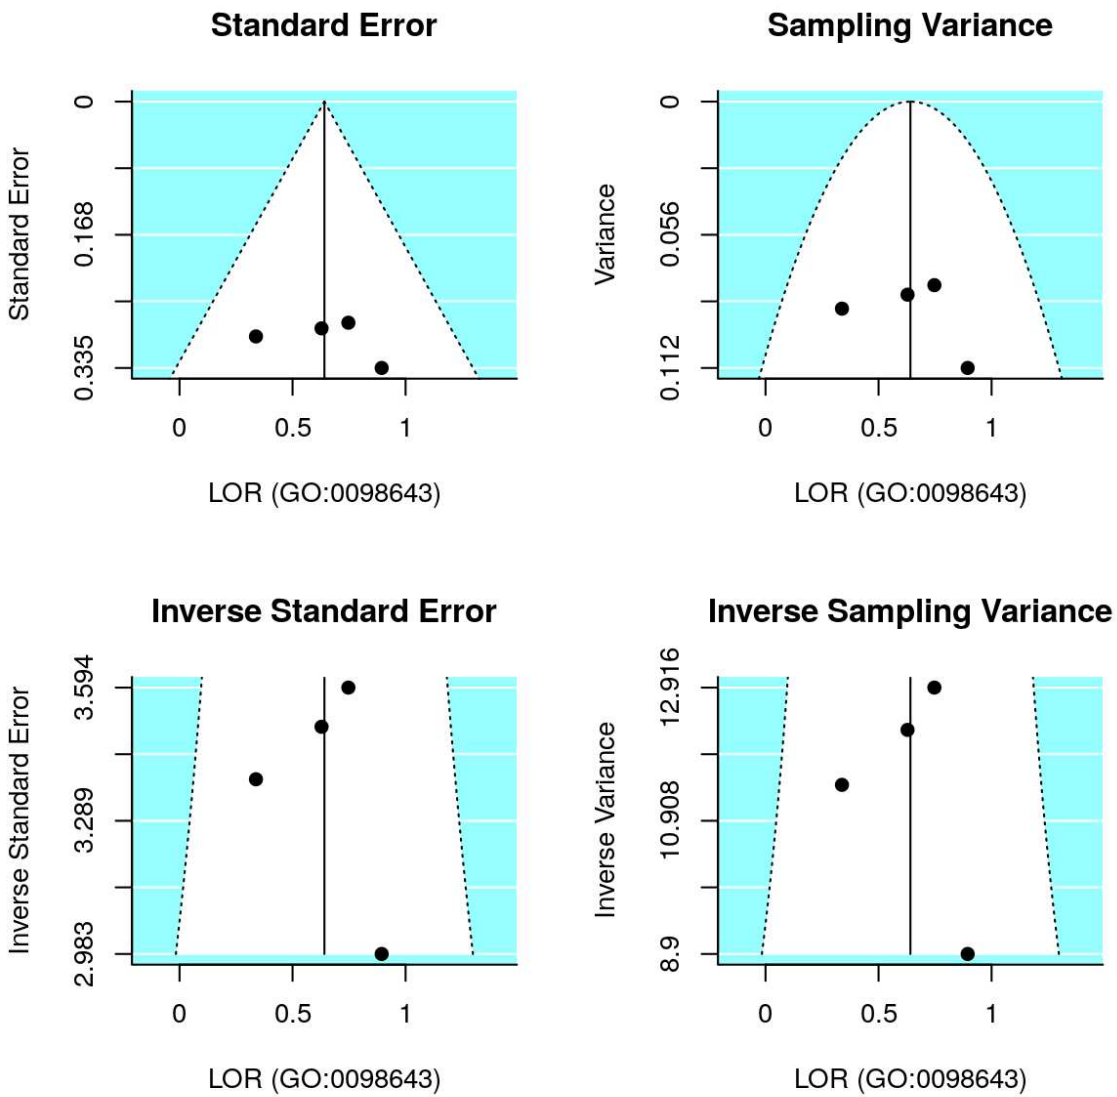 Standard Error
Standard Error
0
0.168
0.335
0 0.5 1
LOR (GO:0098643)
Sampling Variance
Variance
0
0.056
0.112
0 0.5 1
LOR (GO:0098643)
Inverse Standard Error
Inverse Standard Error
3.594
3.289
2.983
0 0.5 1
LOR (GO:0098643)
Inverse Sampling Variance
Inverse Variance
12.916
10.908
8.9
0 0.5 1
LOR (GO:0098643)